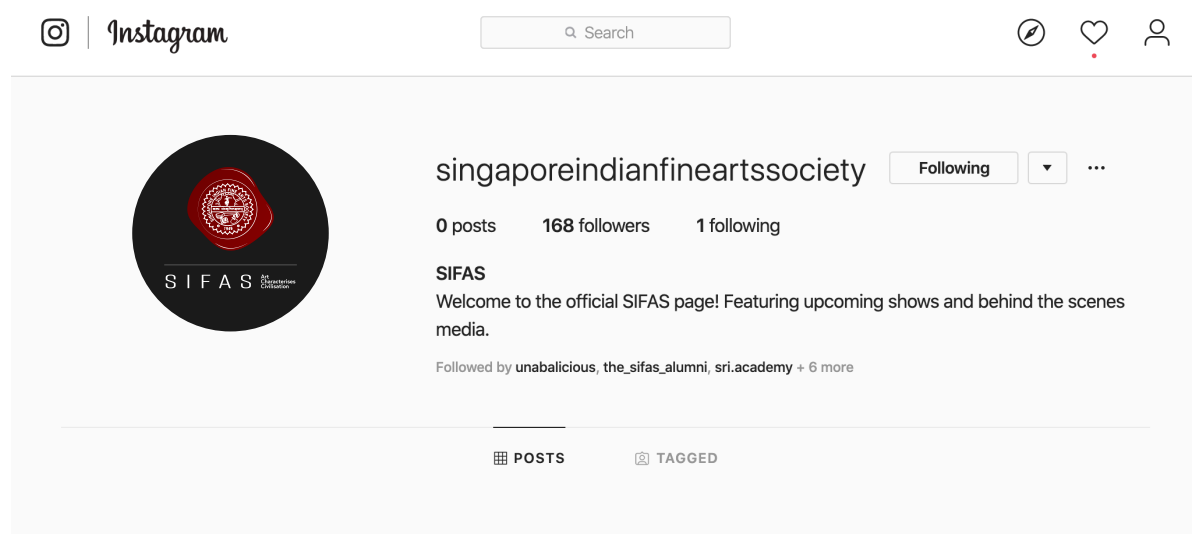 Instagram
Search
singaporeindianfineartssociety Following
0 posts 168 followers 1 following
SIFAS
Welcome to the official SIFAS page! Featuring upcoming shows and behind the scenes
media.
Followed by unabalicious, the_sifas_alumni, sri.academy + 6 more
SIFAS
Art
Characterises
Civilisation
POSTS TAGGED